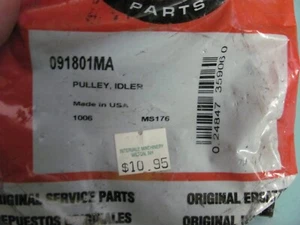 PARTS
091801MA
PULLEY, IDLER
Made in USA
1006 MS176
0 24847 35906 0
$10.95
ORIGINAL SERVICE PARTS
ORIGINAL